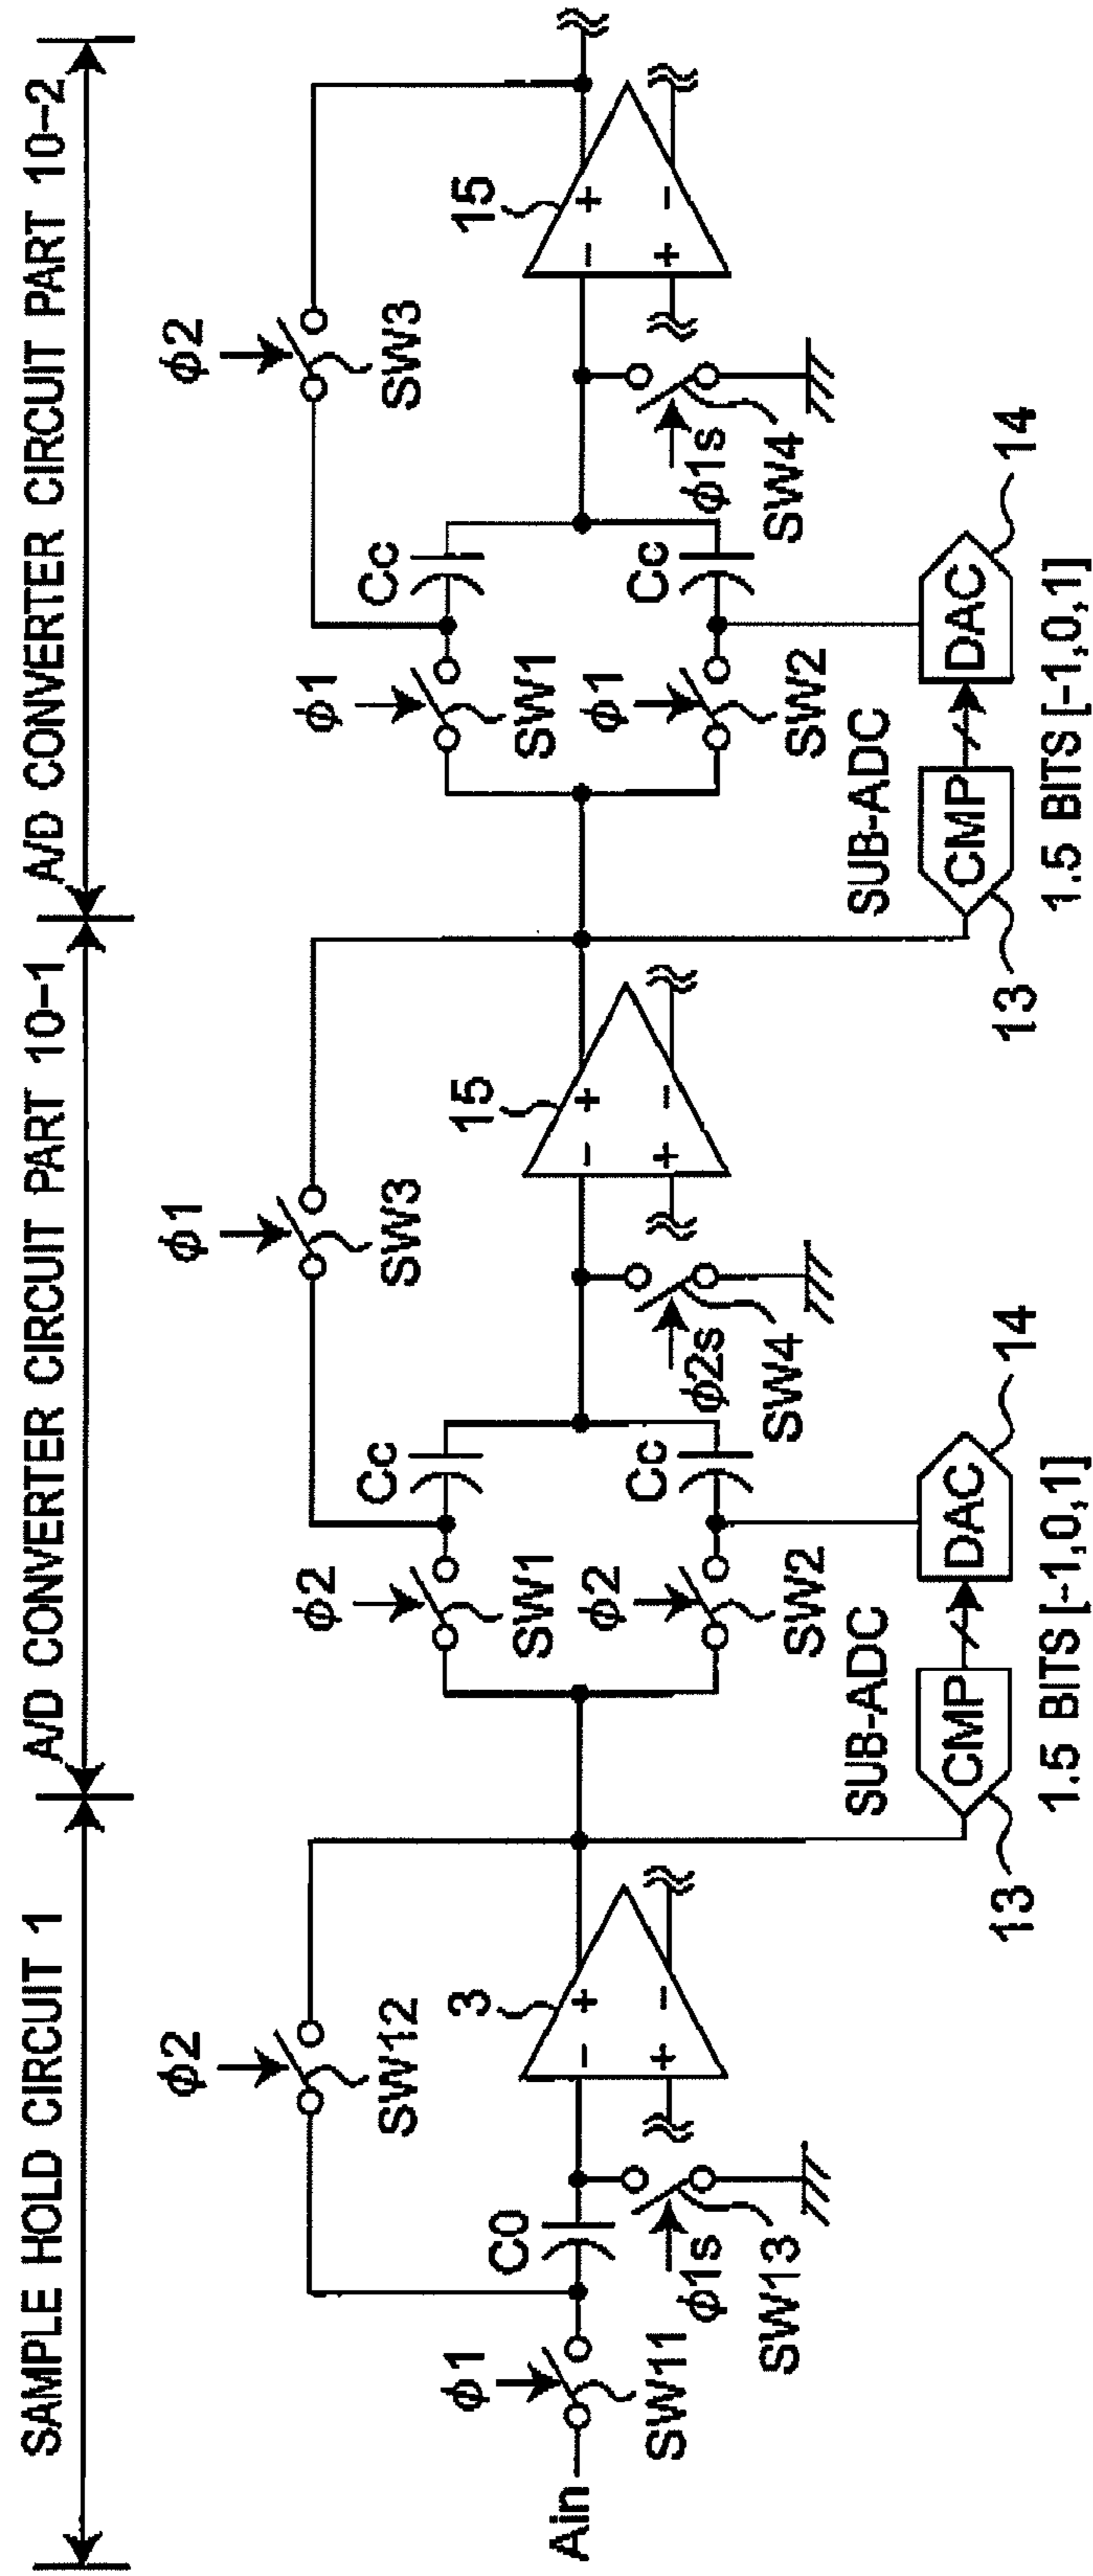 SAMPLE HOLD CIRCUIT 1
A/D CONVERTER CIRCUIT PART 10-1
A/D CONVERTER CIRCUIT PART 10-2
Ain
ϕ1
SW11
C0
ϕ1s
SW13
ϕ2
SW12
3
-
+
+
-
13
CMP
SUB-ADC
DAC
14
1.5 BITS [-1,0,1]
ϕ2
SW1
ϕ2
SW2
Cc
Cc
ϕ1
SW3
ϕ2s
SW4
15
-
+
+
-
13
CMP
SUB-ADC
DAC
14
1.5 BITS [-1,0,1]
ϕ1
SW1
ϕ1
SW2
Cc
Cc
ϕ2
SW3
ϕ1s
SW4
15
-
+
+
-